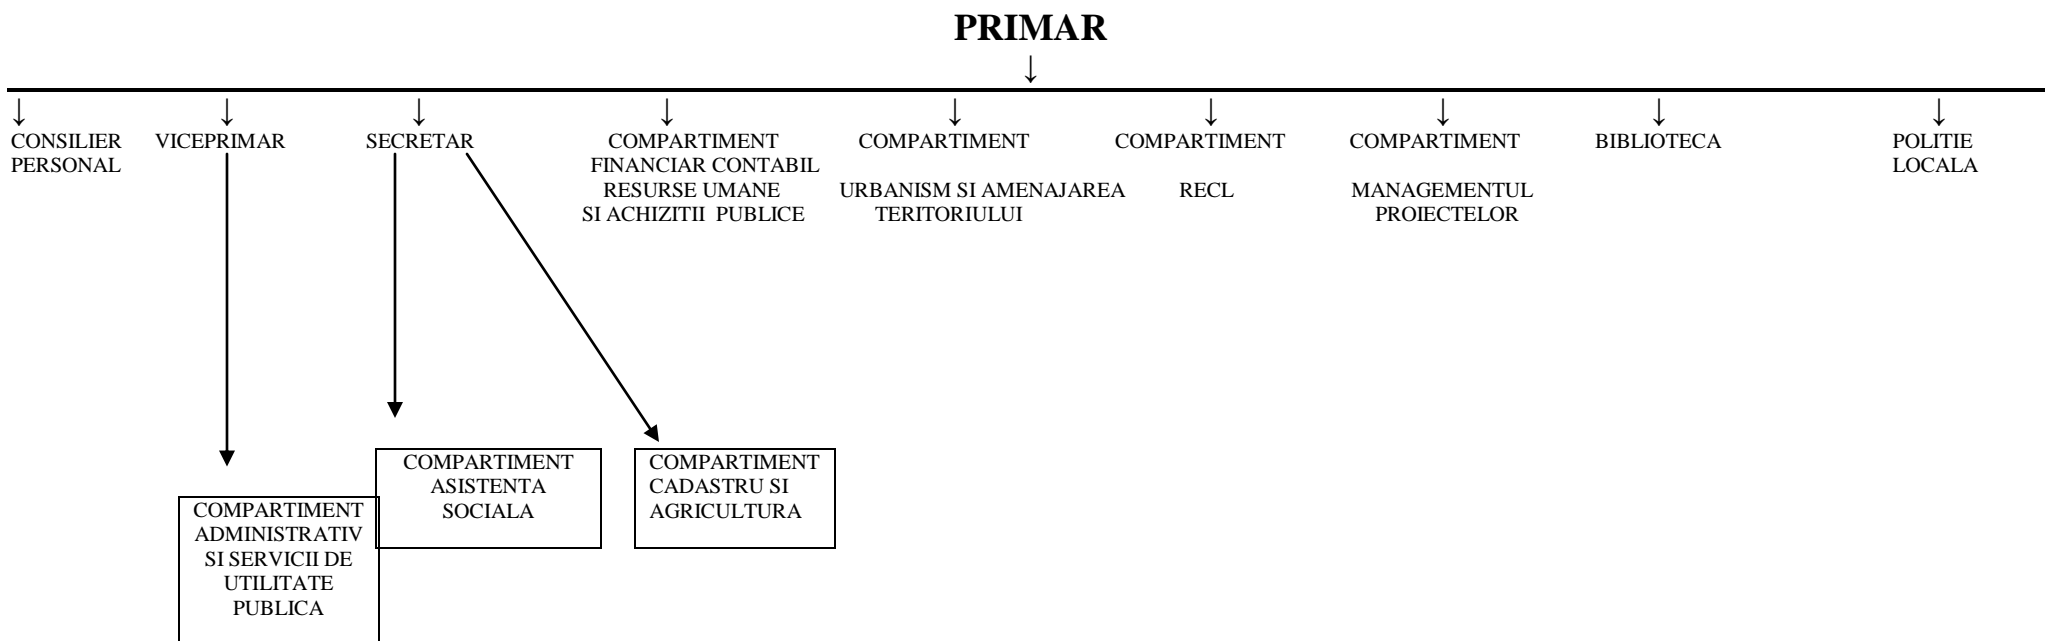 PRIMAR
CONSILIER
PERSONAL
VICEPRIMAR
SECRETAR
COMPARTIMENT
FINANCIAR CONTABIL
RESURSE UMANE
SI ACHIZITII PUBLICE
COMPARTIMENT
URBANISM SI AMENAJAREA
TERITORIULUI
COMPARTIMENT
RECL
COMPARTIMENT
MANAGEMENTUL
PROIECTELOR
BIBLIOTECA
POLITIE
LOCALA
COMPARTIMENT
ADMINISTRATIV
SI SERVICII DE
UTILITATE
PUBLICA
COMPARTIMENT
ASISTENTA
SOCIALA
COMPARTIMENT
CADASTRU SI
AGRICULTURA